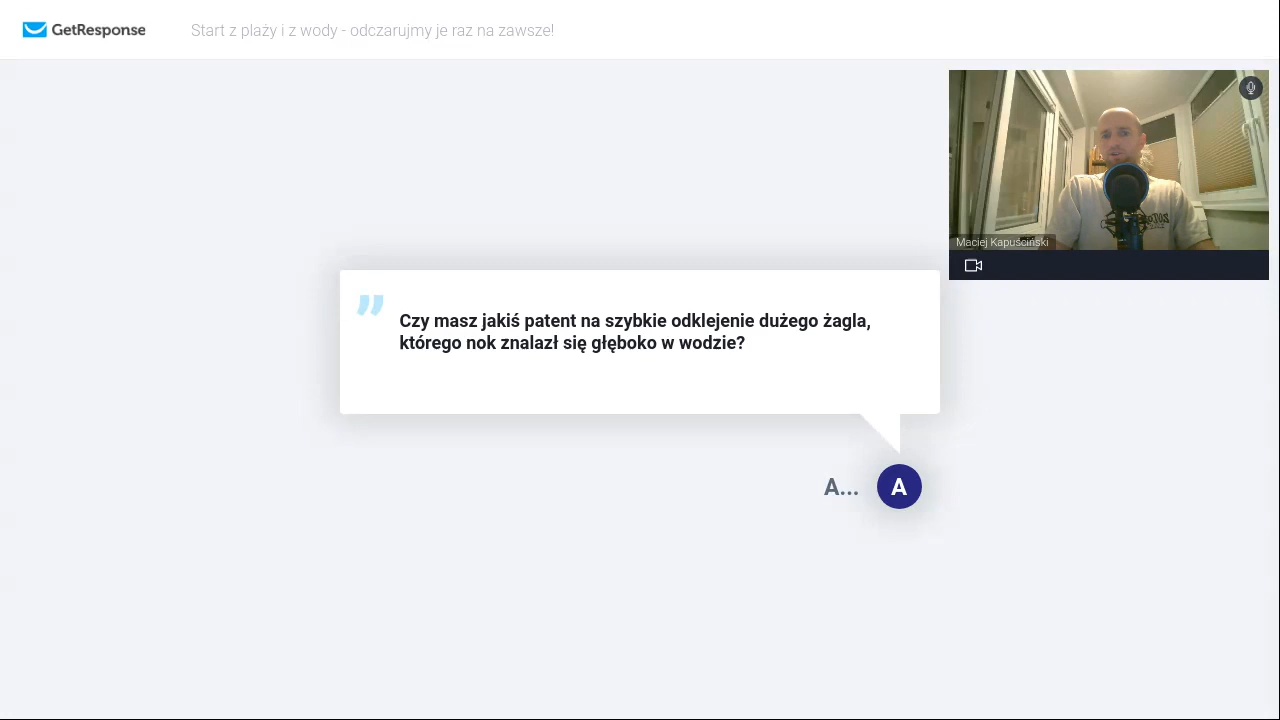 GetResponse
Start z plaży i z wody - odczarujmy je raz na zawsze!
Maciej Kapuściński
Czy masz jakiś patent na szybkie odklejenie dużego żagla,
którego nok znalazł się głęboko w wodzie?
A...
A